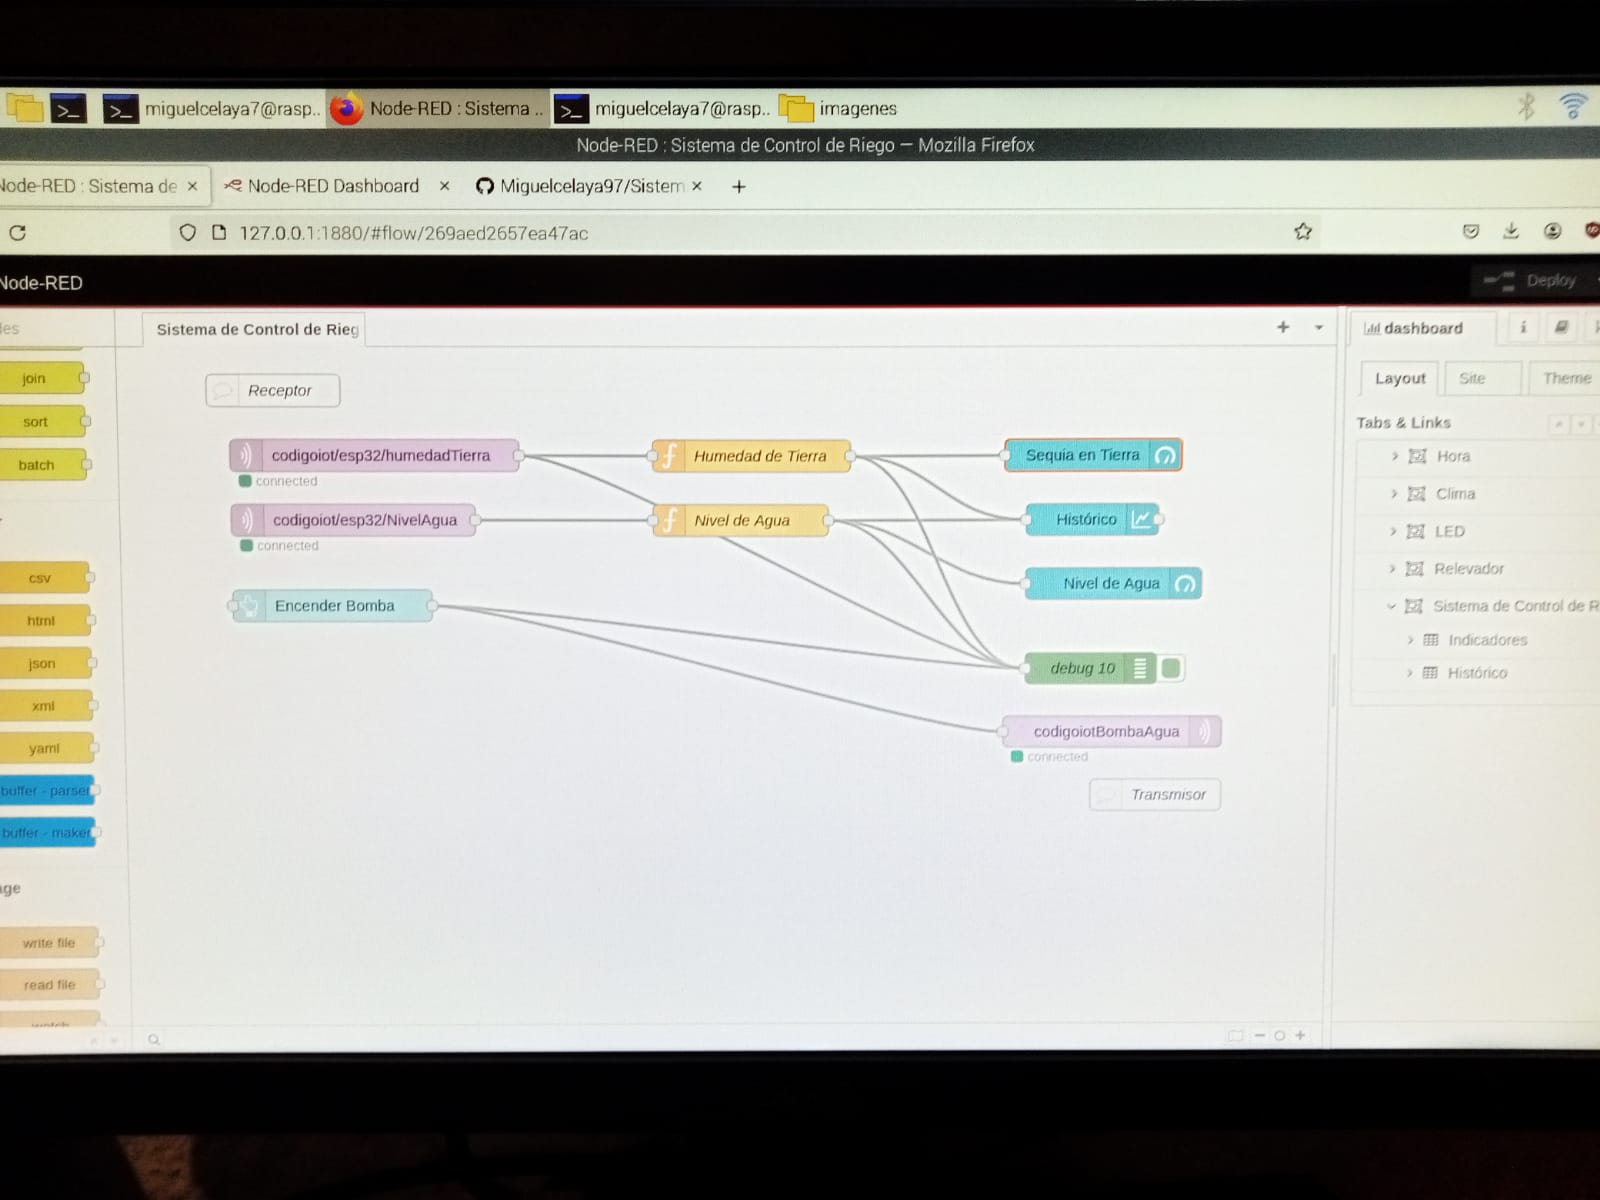 miguelcelaya7@rasp..
Node-RED : Sistema ..
miguelcelaya7@rasp..
imagenes
Node-RED : Sistema de Control de Riego — Mozilla Firefox
Node-RED : Sistema de ×
Node-RED Dashboard ×
Miguelcelaya97/Sistem ×
+
127.0.0.1:1880/#flow/269aed2657ea47ac
Node-RED
Deploy
Sistema de Control de Rieg
dashboard
i
Layout
Site
Theme
Tabs & Links
Hora
Clima
LED
Relevador
Sistema de Control de R
Indicadores
Histórico
join
sort
batch
csv
html
json
xml
yaml
buffer - parser
buffer - maker
write file
read file
watch
Receptor
codigoiot/esp32/humedadTierra
connected
Humedad de Tierra
Sequia en Tierra
codigoiot/esp32/NivelAgua
connected
Nivel de Agua
Histórico
Nivel de Agua
Encender Bomba
debug 10
codigoiotBombaAgua
connected
Transmisor